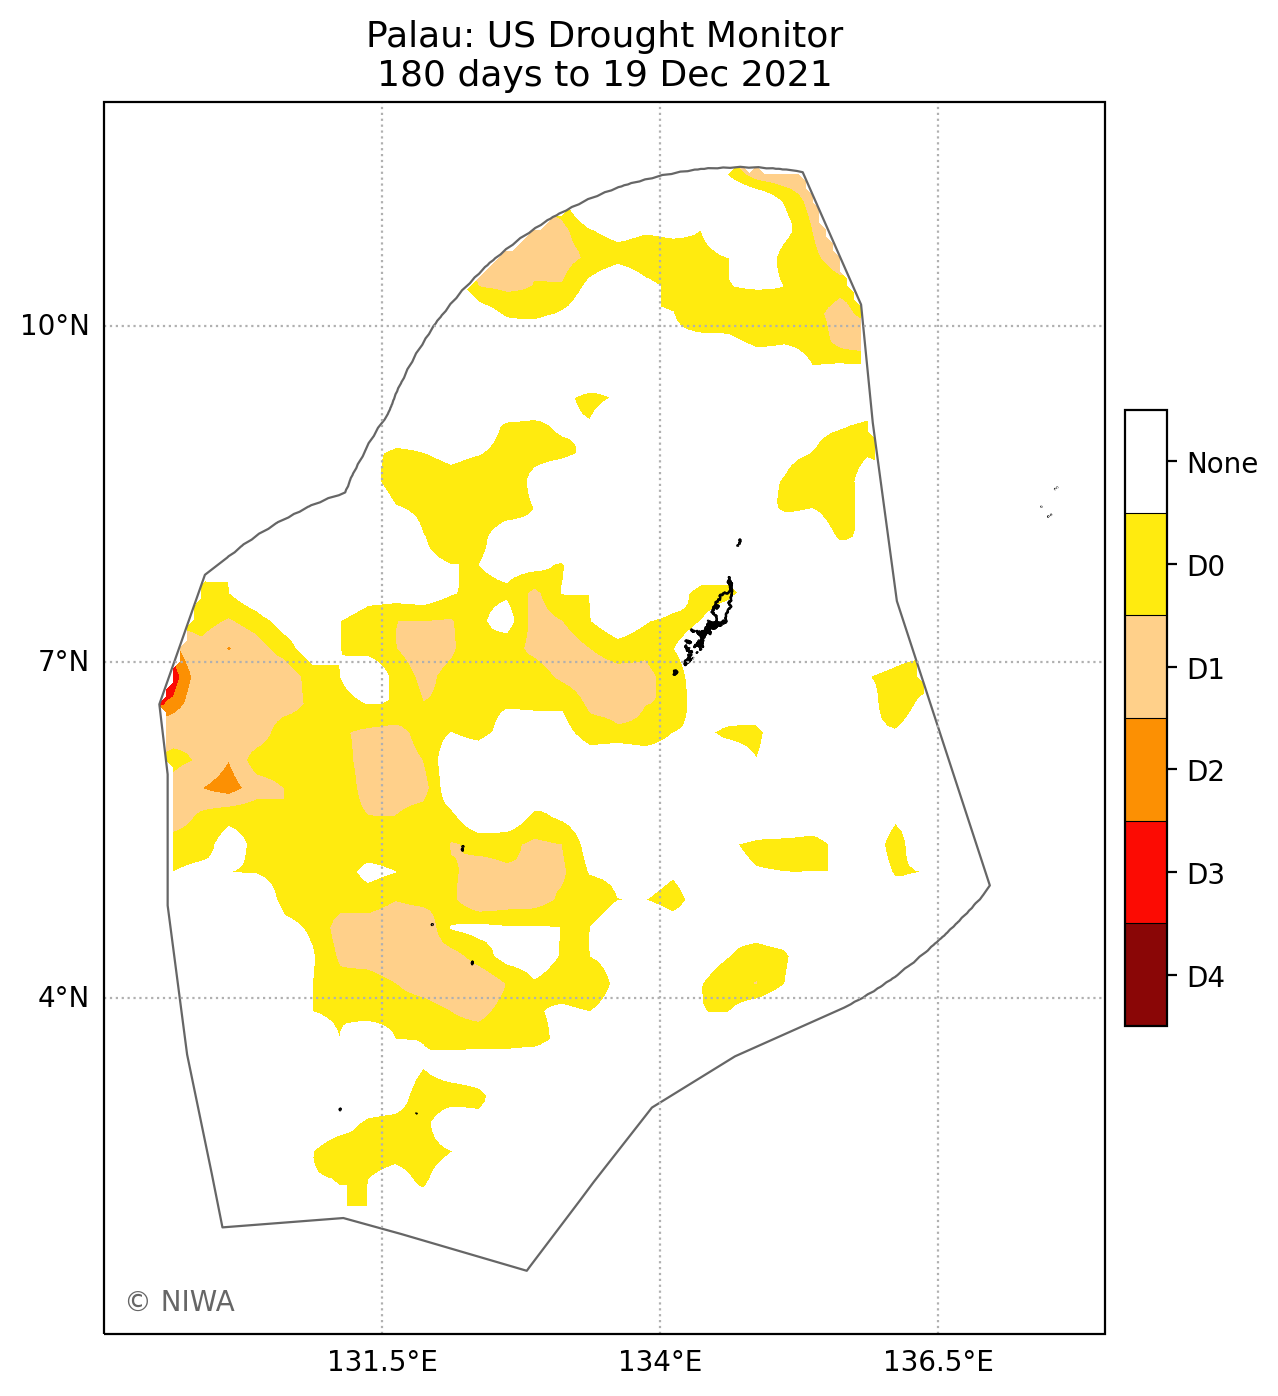 Palau: US Drought Monitor
180 days to 19 Dec 2021
10°N
7°N
4°N
131.5°E
134°E
136.5°E
None
D0
D1
D2
D3
D4
© NIWA